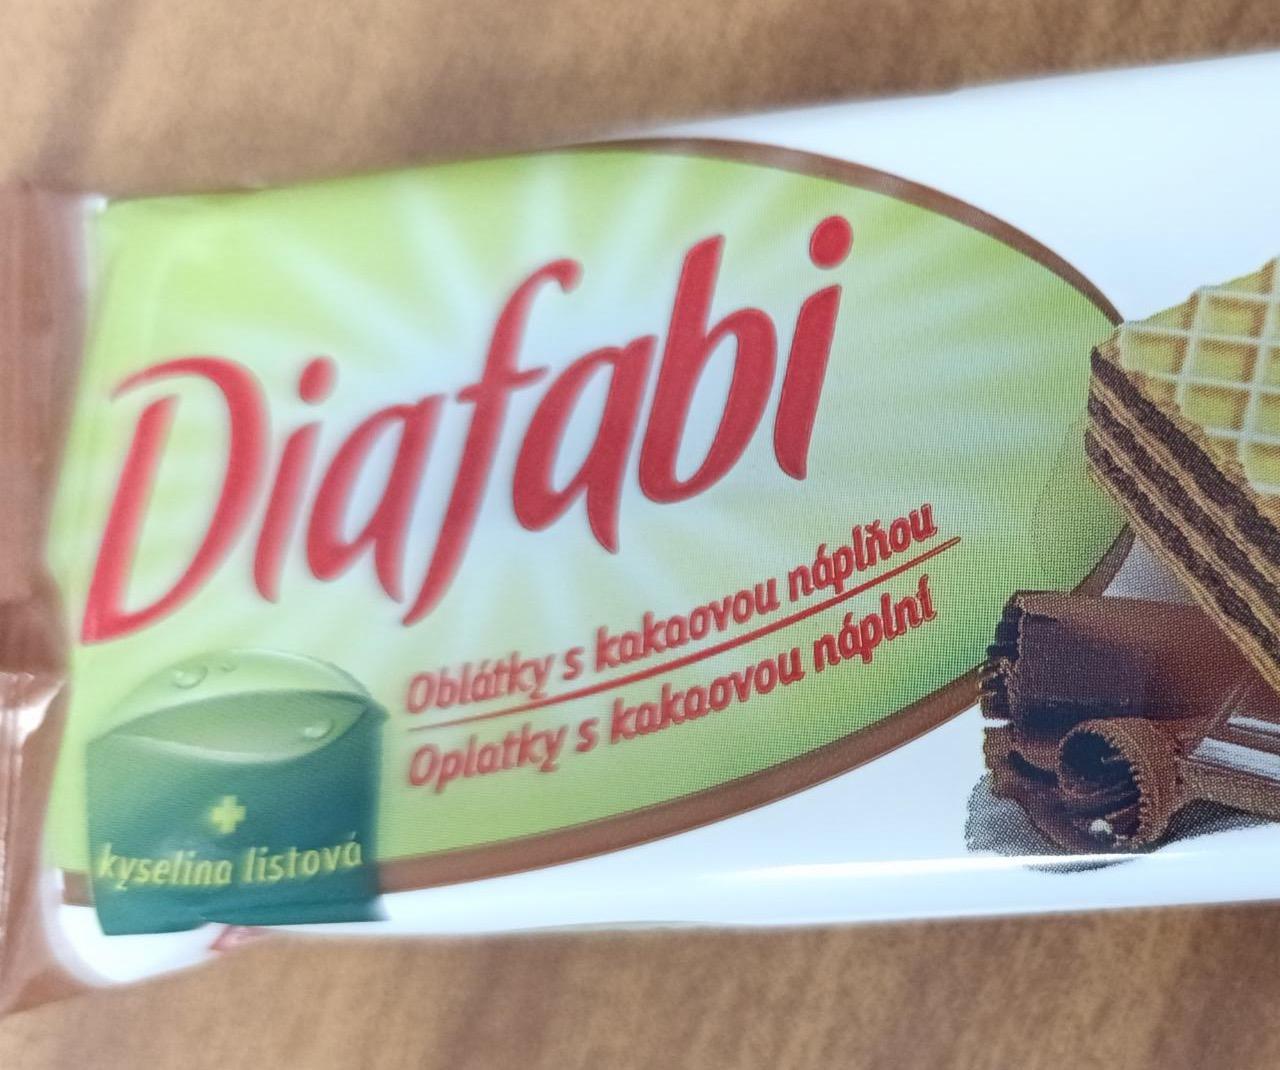 Diafabi
Oblátky s kakaovou náplňou
Oplatky s kakaovou náplní
+
kyselina listová